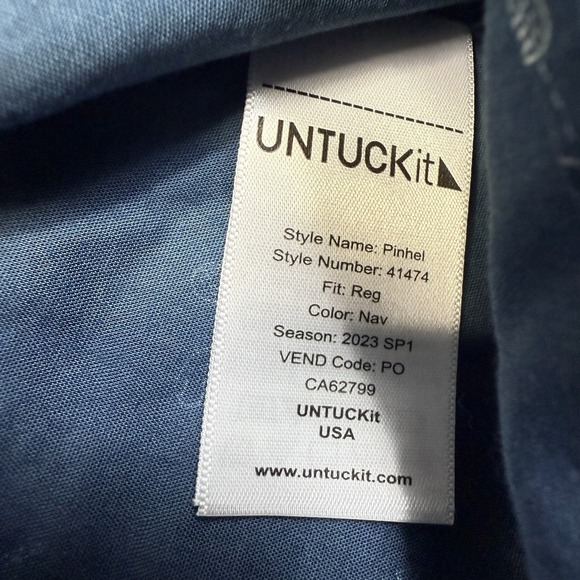 UNTUCKit
Style Name: Pinhel
Style Number: 41474
Fit: Reg
Color: Nav
Season: 2023 SP1
VEND Code: PO
CA62799
UNTUCKit
USA
www.untuckit.com